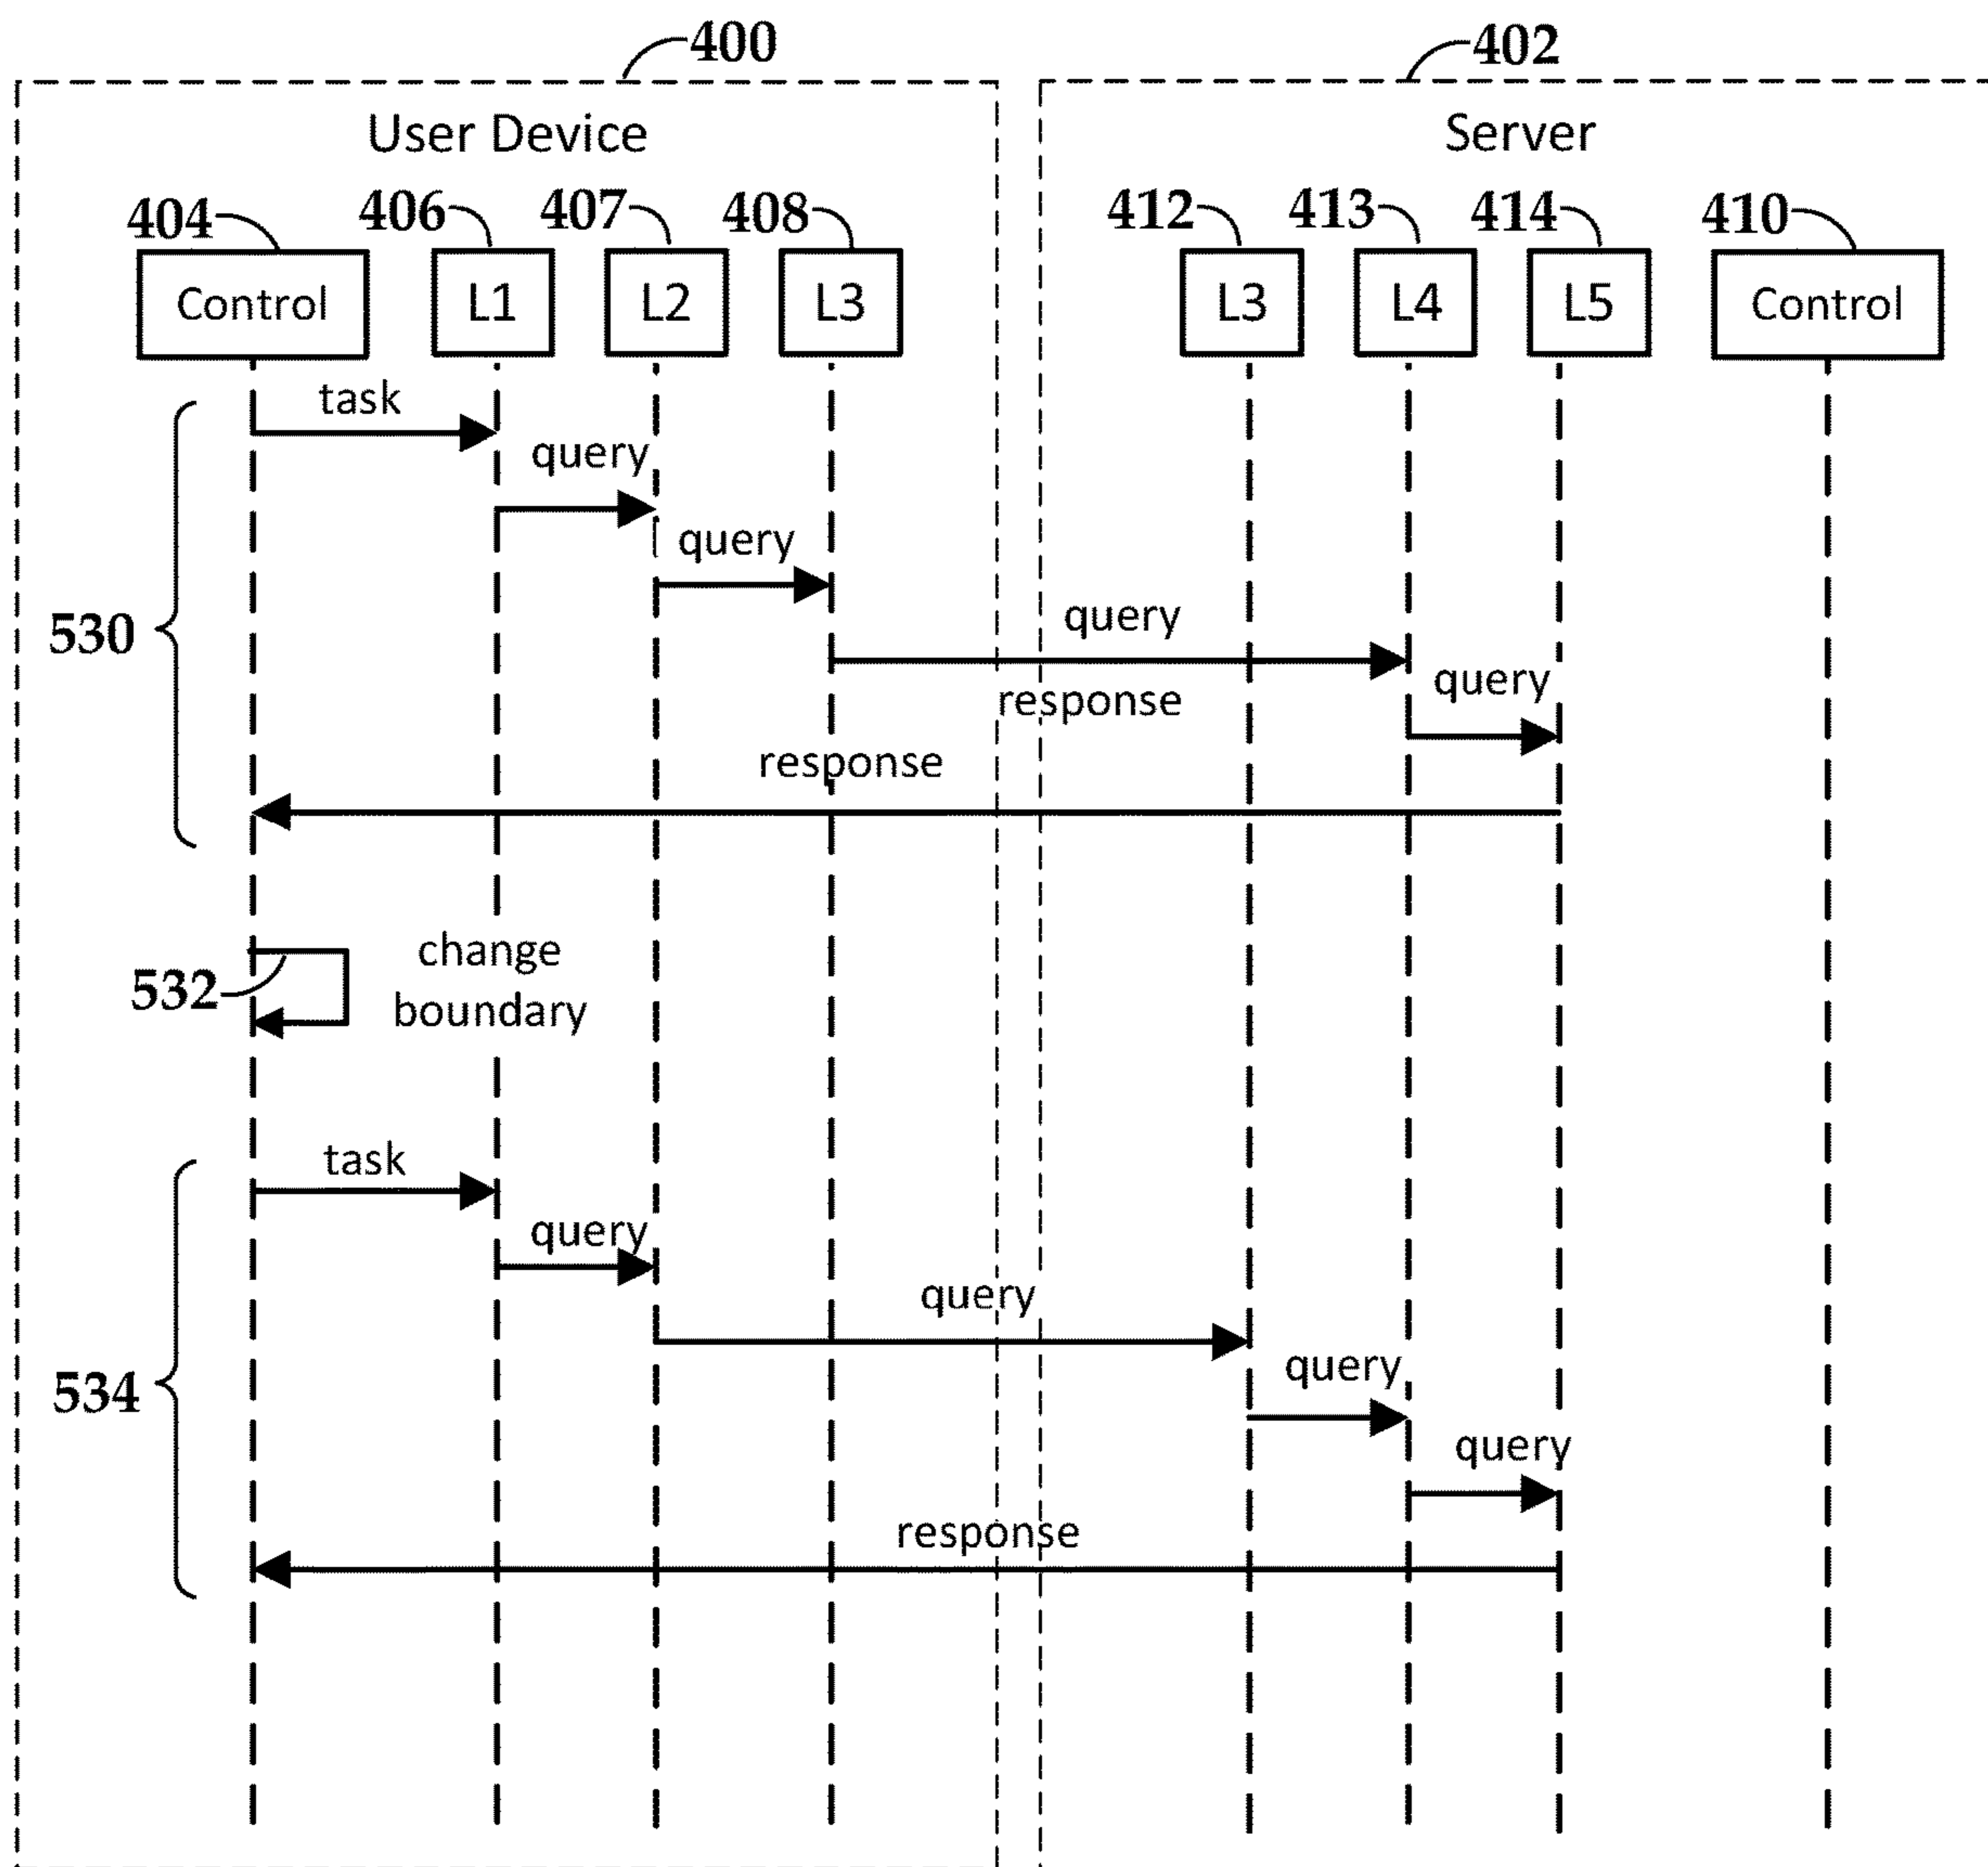 400 402
User Device Server
404 406 407 408 412 413 414 410
Control L1 L2 L3 L3 L4 L5 Control
task
query
query
query
query
response
response
530
change
boundary
532
task
query
query
query
query
response
534